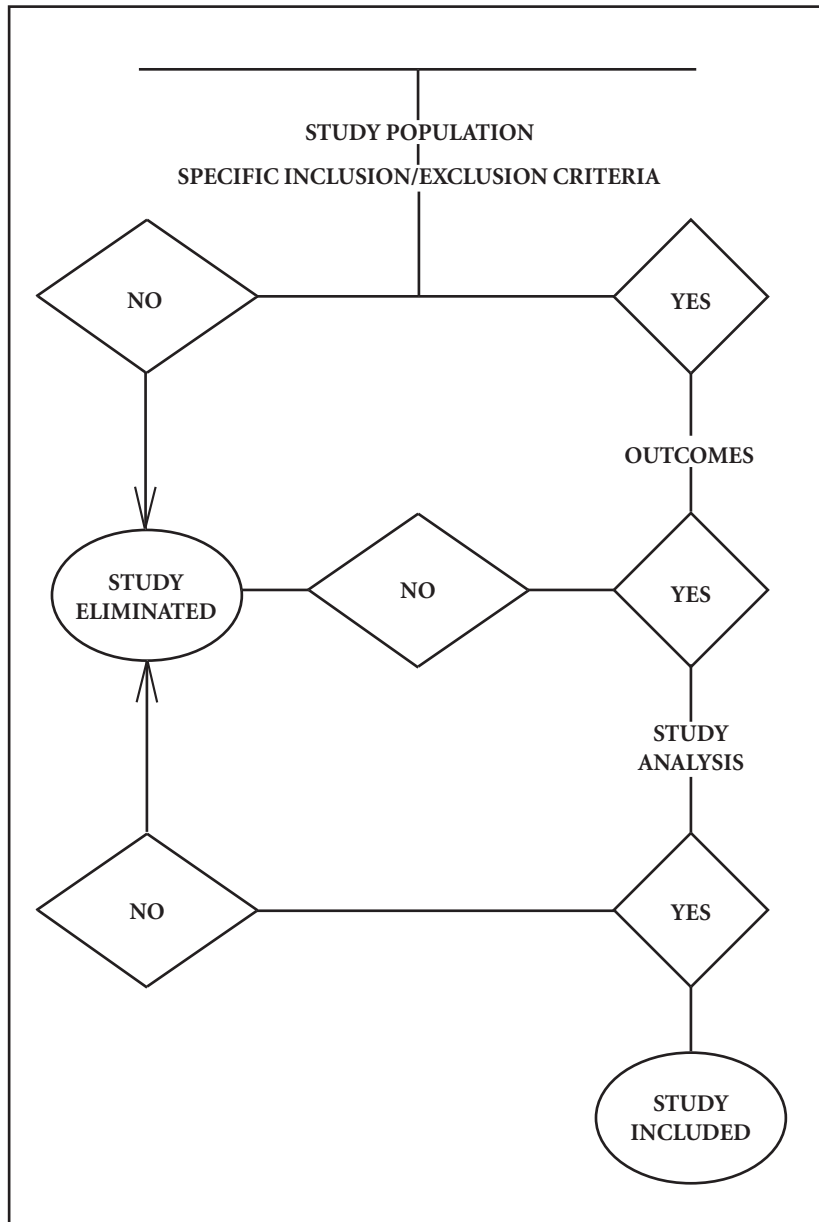 STUDY POPULATION
SPECIFIC INCLUSION/EXCLUSION CRITERIA
NO
YES
OUTCOMES
STUDY
ELIMINATED
NO
YES
STUDY
ANALYSIS
NO
YES
STUDY
INCLUDED